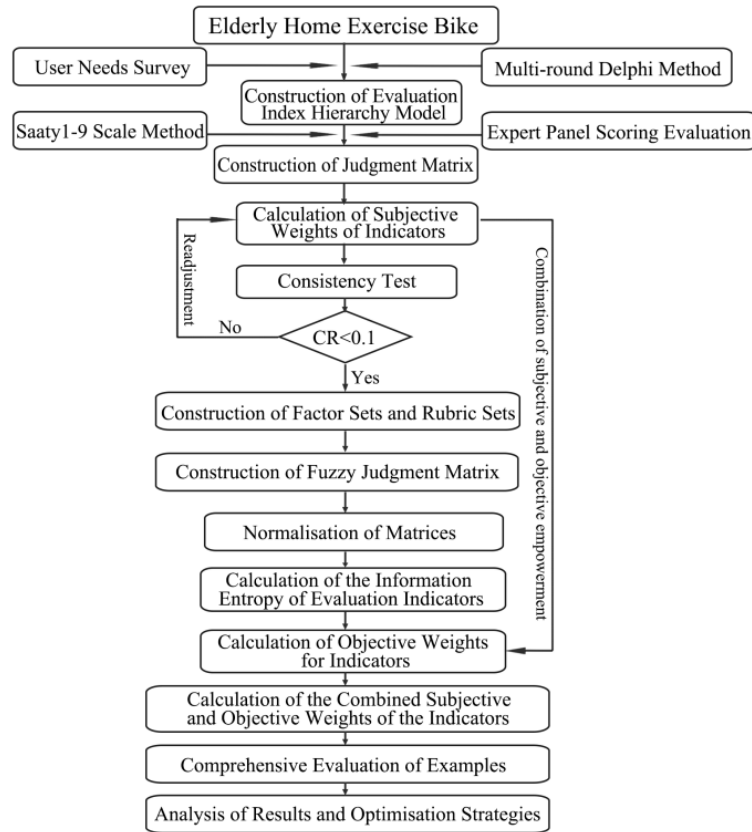 Elderly Home Exercise Bike
User Needs Survey
Multi-round Delphi Method
Construction of Evaluation
Index Hierarchy Model
Saaty1-9 Scale Method
Expert Panel Scoring Evaluation
Construction of Judgment Matrix
Calculation of Subjective
Weights of Indicators
Readjustment
Consistency Test
No
CR<0.1
Yes
Combination of subjective and objective empowerment
Construction of Factor Sets and Rubric Sets
Construction of Fuzzy Judgment Matrix
Normalisation of Matrices
Calculation of the Information
Entropy of Evaluation Indicators
Calculation of Objective Weights
for Indicators
Calculation of the Combined Subjective
and Objective Weights of the Indicators
Comprehensive Evaluation of Examples
Analysis of Results and Optimisation Strategies